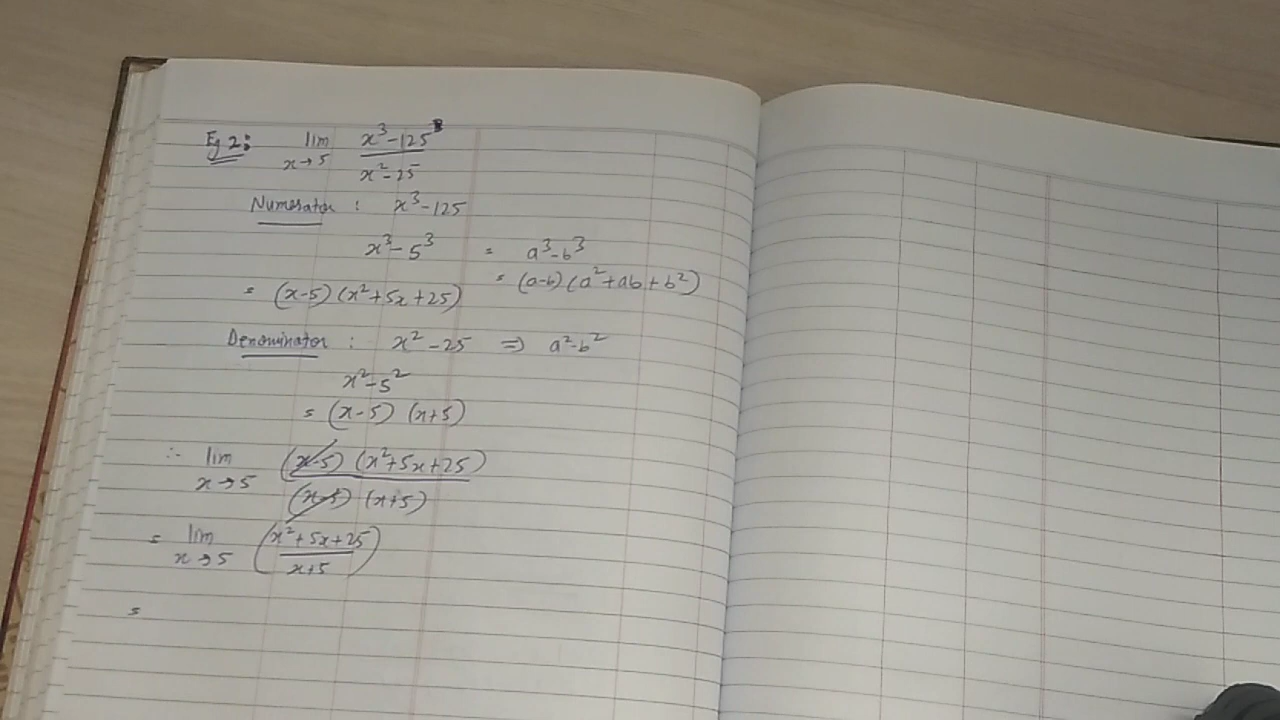 Eg 2: lim x→5 x³-125 / x²-25
Numerator : x³-125
x³-5³ = a³-b³
= (a-b) (a²+ab+b²)
= (x-5) (x²+5x+25)
Denominator : x²-25 ⇒ a²-b²
x²-5²
= (x-5) (x+5)
∴ lim x→5 (x-5) (x²+5x+25) / (x-5) (x+5)
= lim x→5 (x²+5x+25 / x+5)
=